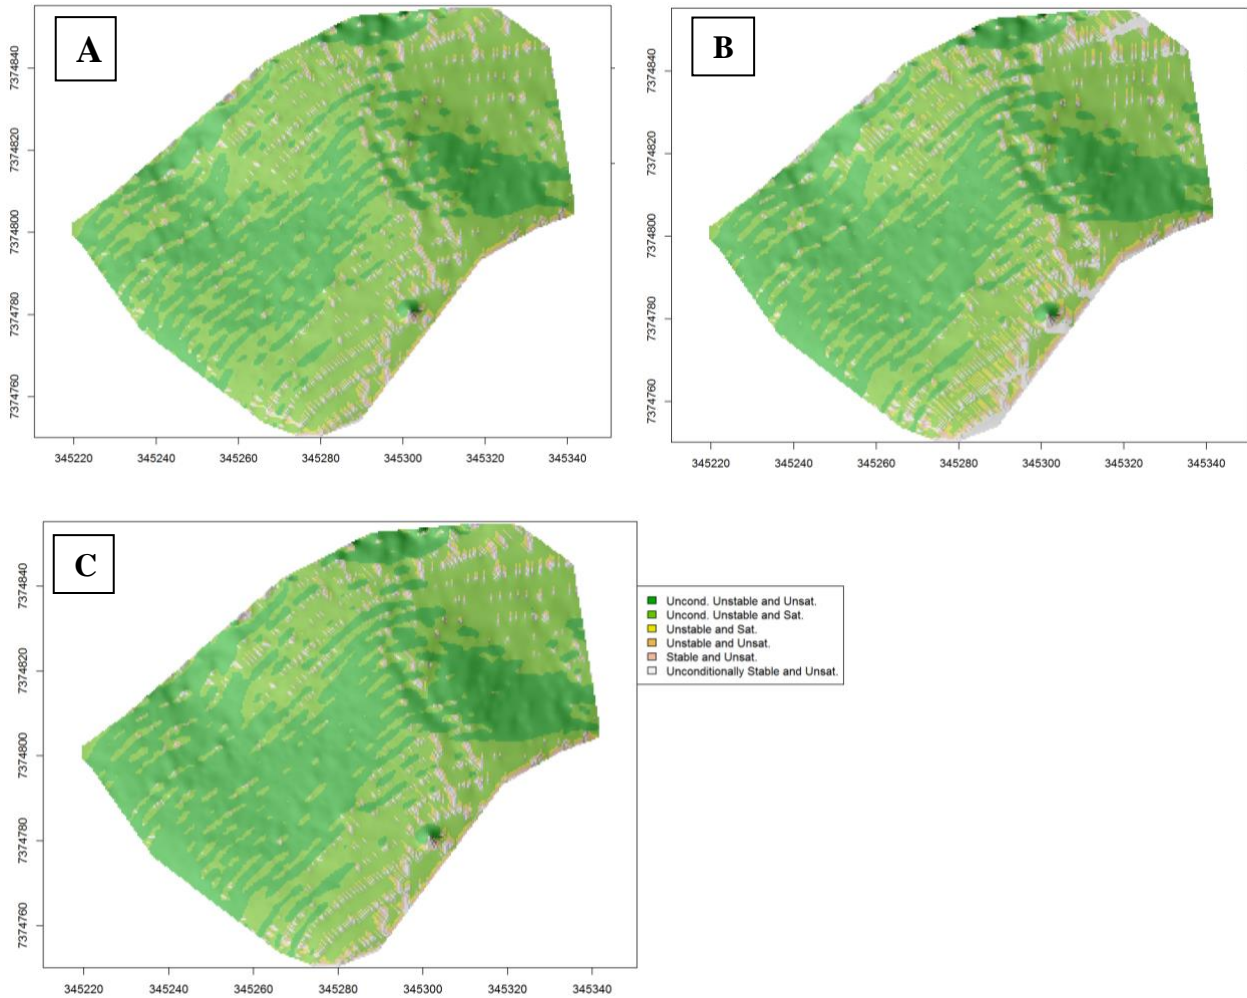 A
7374840
7374820
7374800
7374780
7374760
345220 345240 345260 345280 345300 345320 345340
B
7374840
7374820
7374800
7374780
7374760
345220 345240 345260 345280 345300 345320 345340
C
7374840
7374820
7374800
7374780
7374760
345220 345240 345260 345280 345300 345320 345340
Uncond. Unstable and Unsat.
Uncond. Unstable and Sat.
Unstable and Sat.
Unstable and Unsat.
Stable and Unsat.
Unconditionally Stable and Unsat.